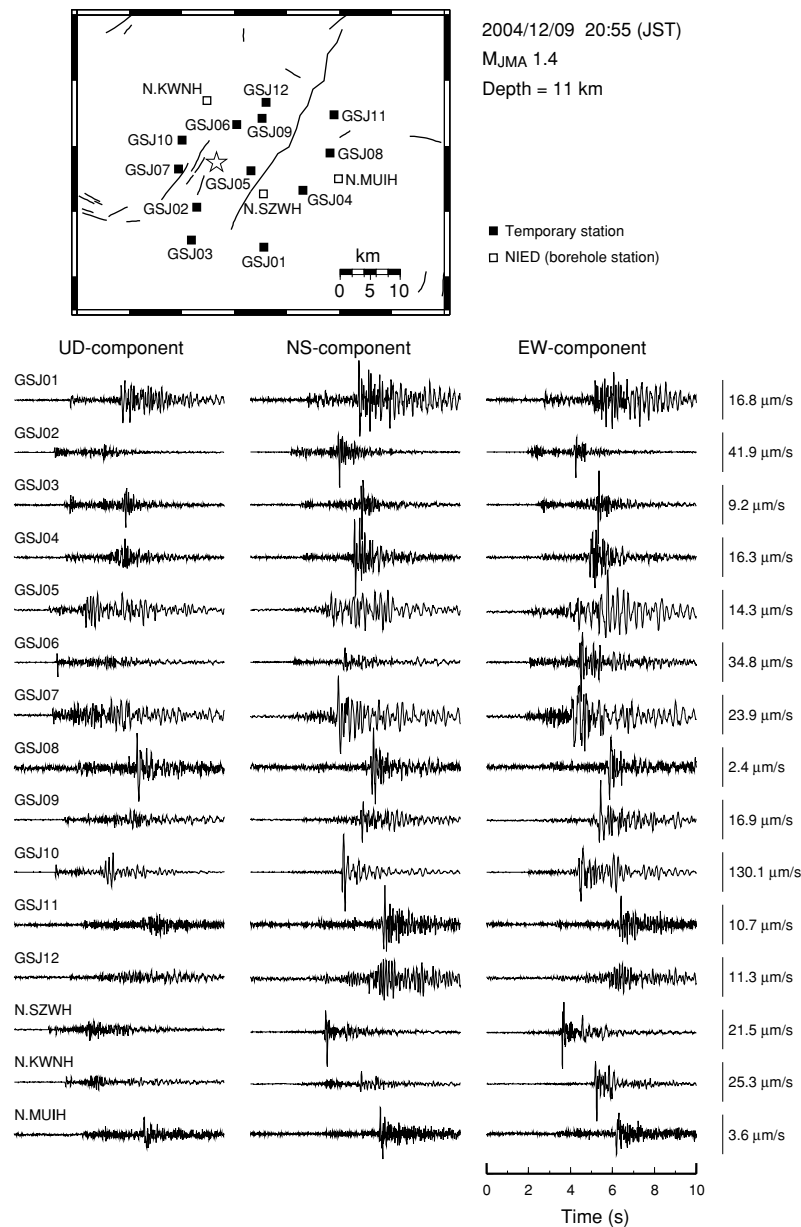 2004/12/09 20:55 (JST)
MJMA 1.4
Depth = 11 km
N.KWNH
GSJ12
GSJ06
GSJ09
GSJ11
GSJ10
GSJ08
GSJ07
GSJ05
N.MUIH
GSJ02
N.SZWH
GSJ04
GSJ03
GSJ01
km
0 5 10
Temporary station
NIED (borehole station)
UD-component NS-component EW-component
GSJ01
16.8 μm/s
GSJ02
41.9 μm/s
GSJ03
9.2 μm/s
GSJ04
16.3 μm/s
GSJ05
14.3 μm/s
GSJ06
34.8 μm/s
GSJ07
23.9 μm/s
GSJ08
2.4 μm/s
GSJ09
16.9 μm/s
GSJ10
130.1 μm/s
GSJ11
10.7 μm/s
GSJ12
11.3 μm/s
N.SZWH
21.5 μm/s
N.KWNH
25.3 μm/s
N.MUIH
3.6 μm/s
0 2 4 6 8 10
Time (s)